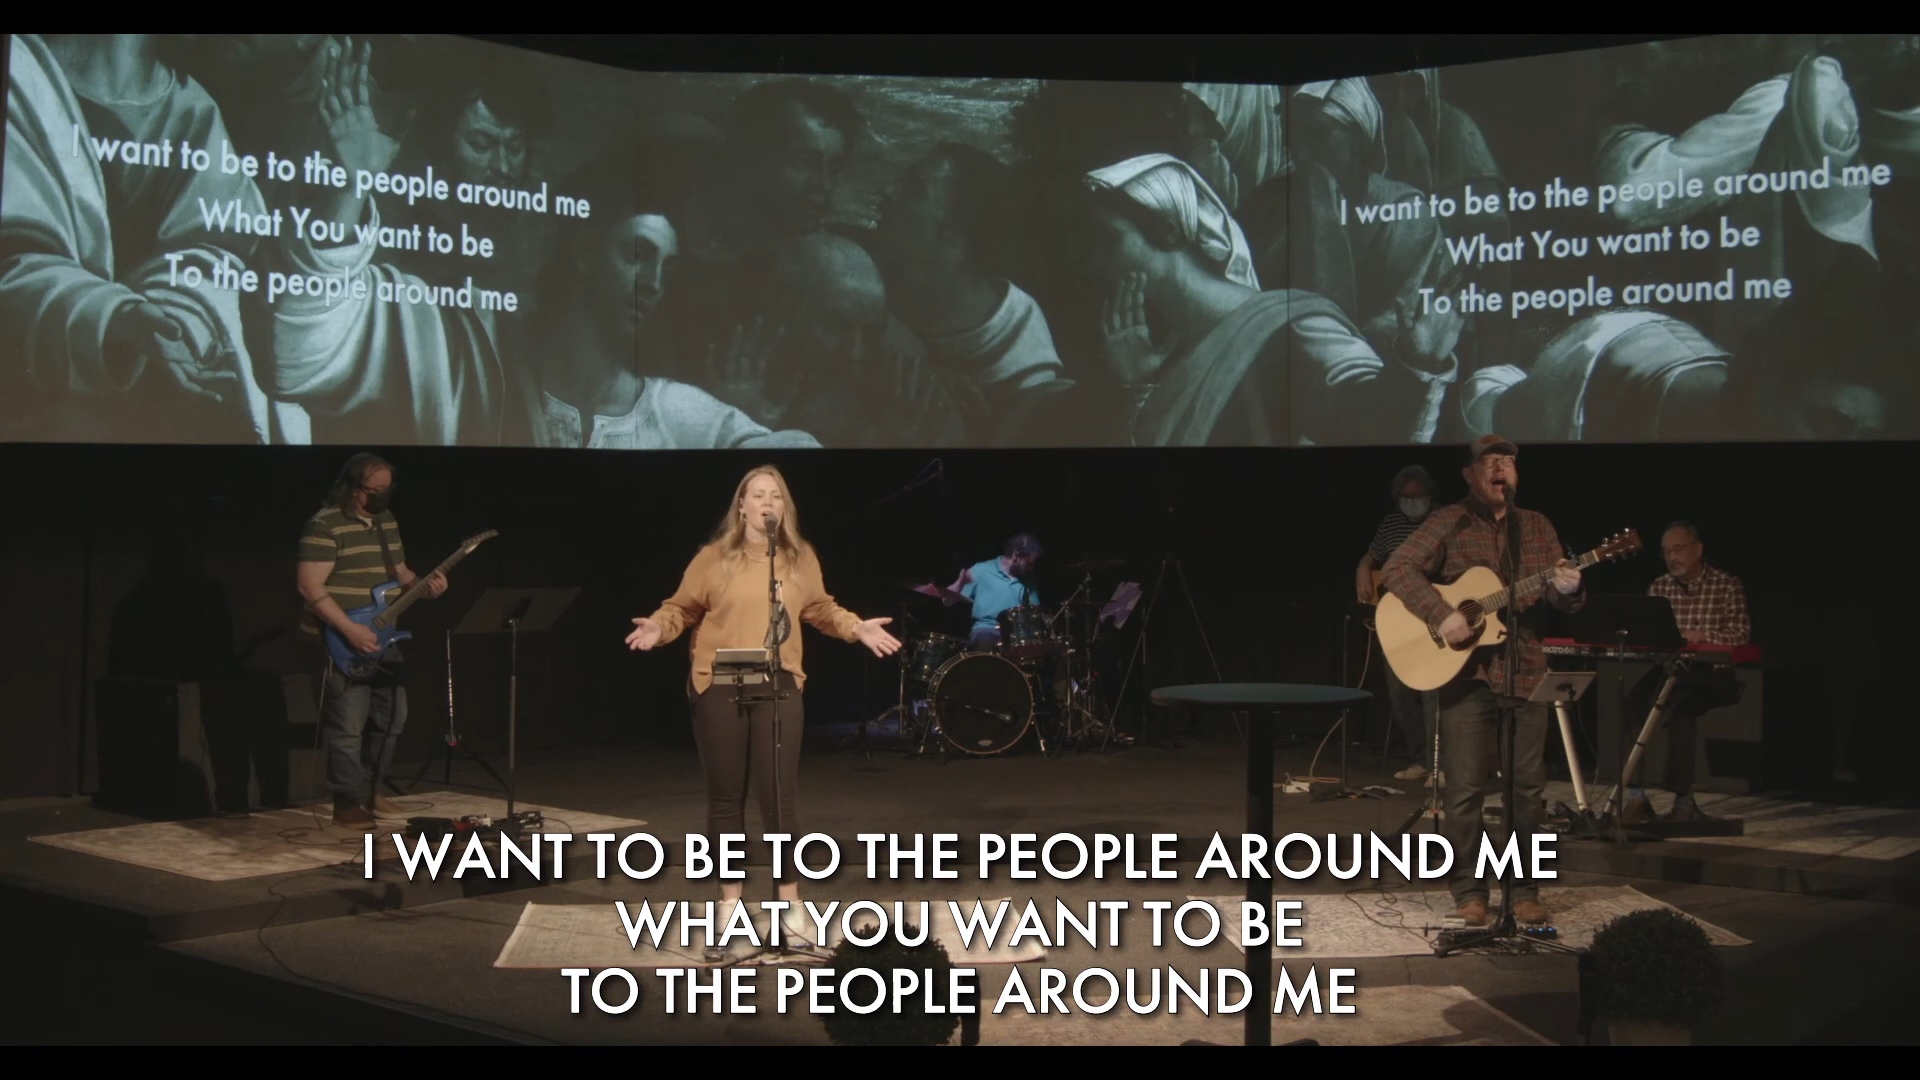 I want to be to the people around me
What You want to be
To the people around me
I want to be to the people around me
What You want to be
To the people around me
I WANT TO BE TO THE PEOPLE AROUND ME
WHAT YOU WANT TO BE
TO THE PEOPLE AROUND ME